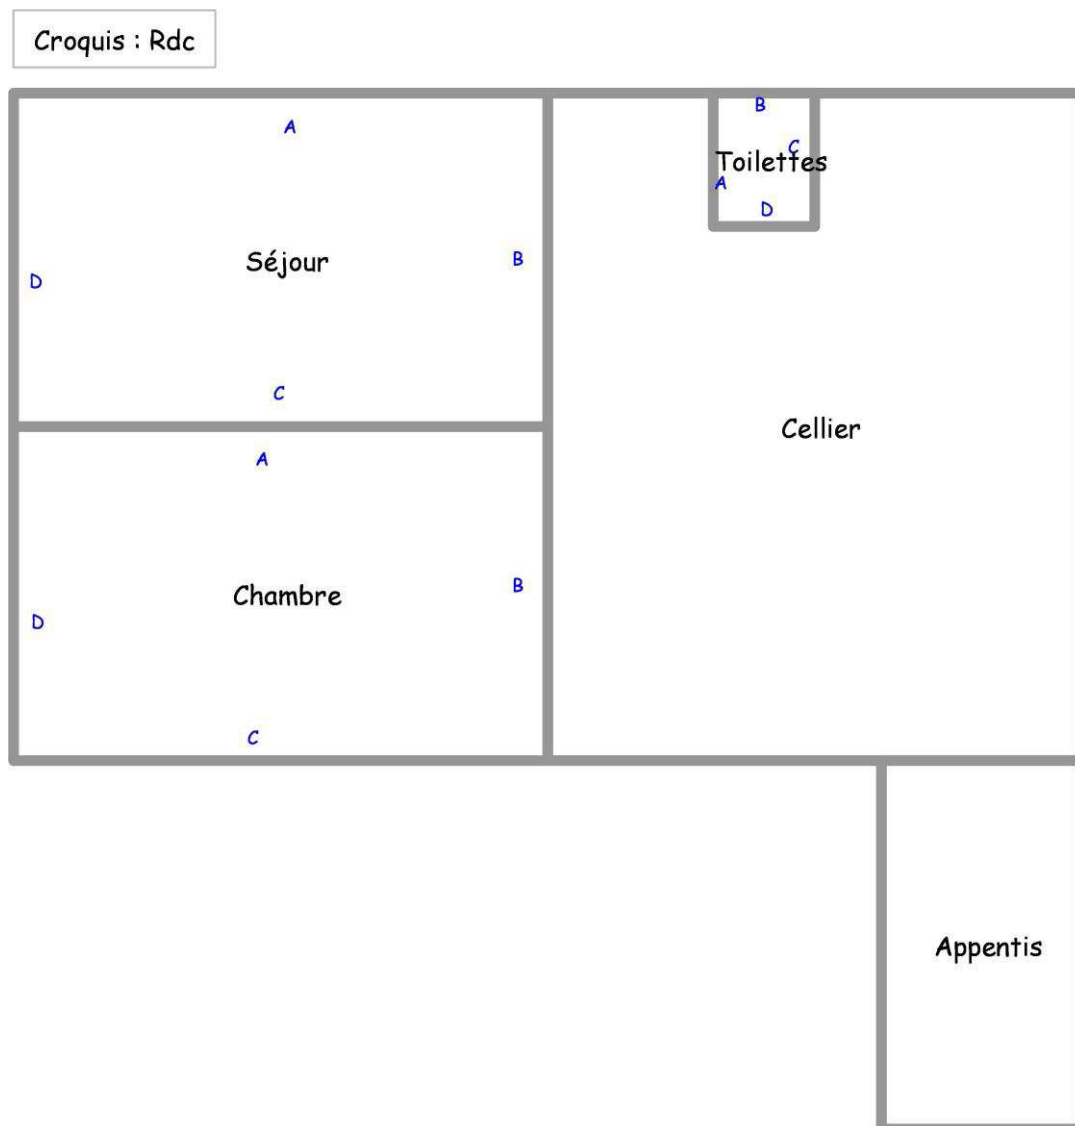 Croquis : Rdc
B
A
C
Toilettes
A
D
B
Séjour
D
C
Cellier
A
B
Chambre
D
C
Appentis